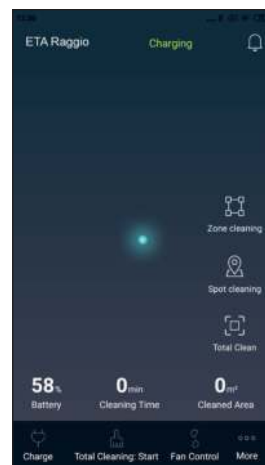 ETA Raggio Charging
Zone cleaning
Spot cleaning
Total Clean
58% 0min 0m²
Battery Cleaning Time Cleaned Area
Charge Total Cleaning: Start Fan Control More